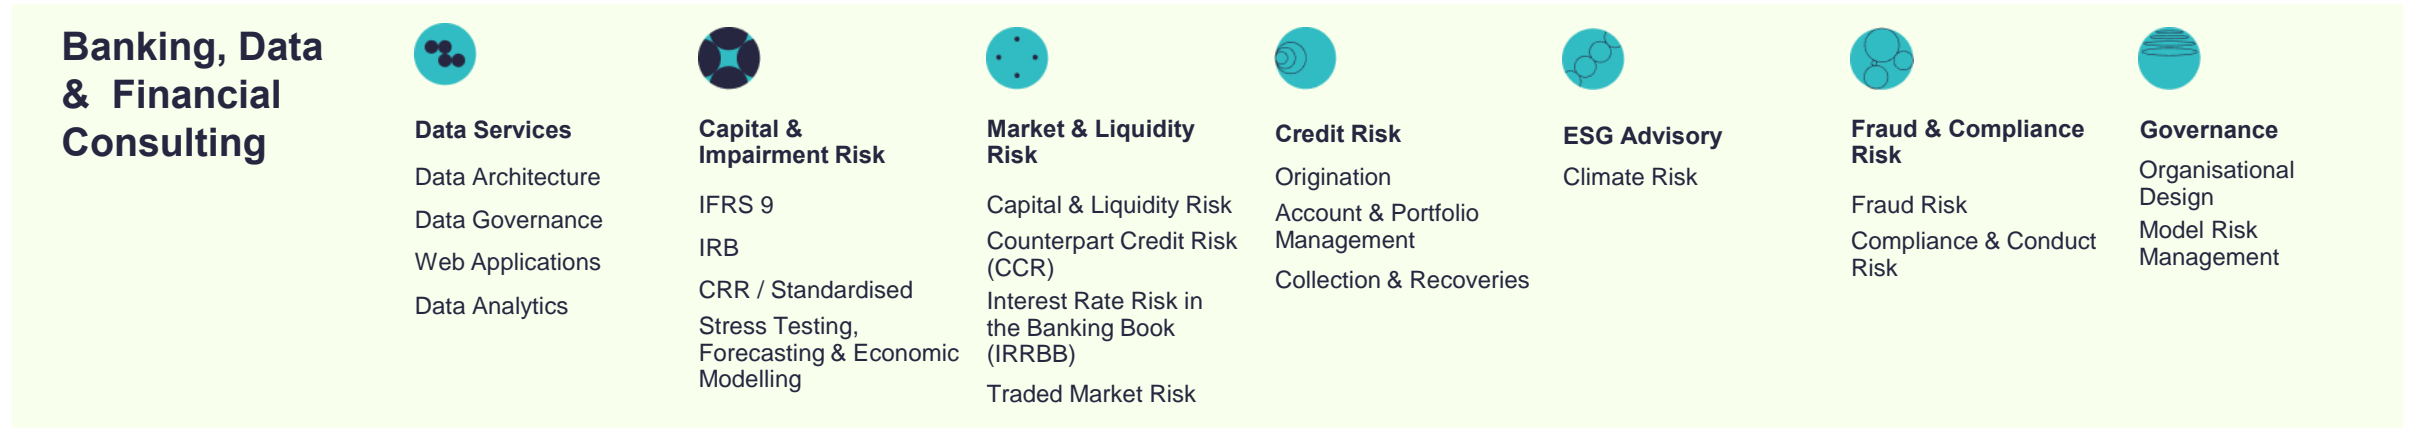 Banking, Data
& Financial
Consulting
Data Services
Data Architecture
Data Governance
Web Applications
Data Analytics
Capital &
Impairment Risk
IFRS 9
IRB
CRR / Standardised
Stress Testing,
Forecasting & Economic
Modelling
Market & Liquidity
Risk
Capital & Liquidity Risk
Counterpart Credit Risk
(CCR)
Interest Rate Risk in
the Banking Book
(IRRBB)
Traded Market Risk
Credit Risk
Origination
Account & Portfolio
Management
Collection & Recoveries
ESG Advisory
Climate Risk
Fraud & Compliance
Risk
Fraud Risk
Compliance & Conduct
Risk
Governance
Organisational
Design
Model Risk
Management